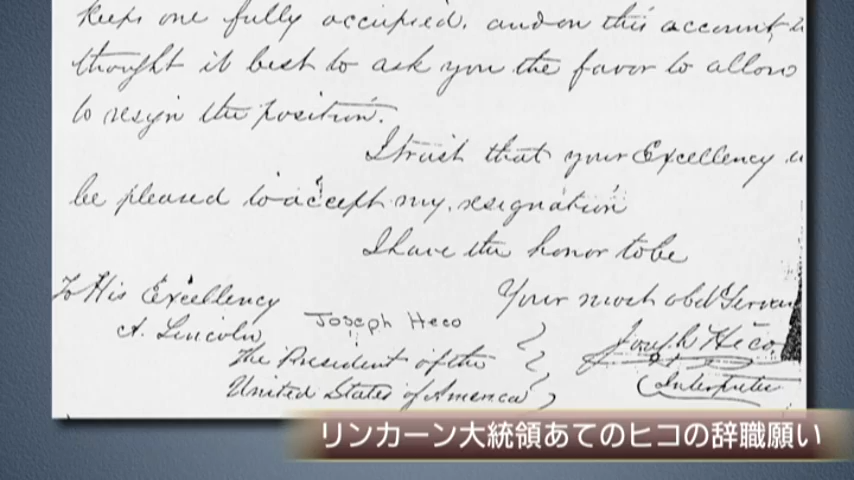 keeps one fully occupied. and on this account,
thought it best to ask you the favor to allow
to resign the position.
I trust that your Excellency
be pleased to accept my resignation
I have the honor to be
To His Excellency
Your most obdt Servant
A. Lincoln
Joseph Heco
Joseph Heco
The President of the
Interpreter
United States of America
リンカーン大統領あてのヒコの辞職願い